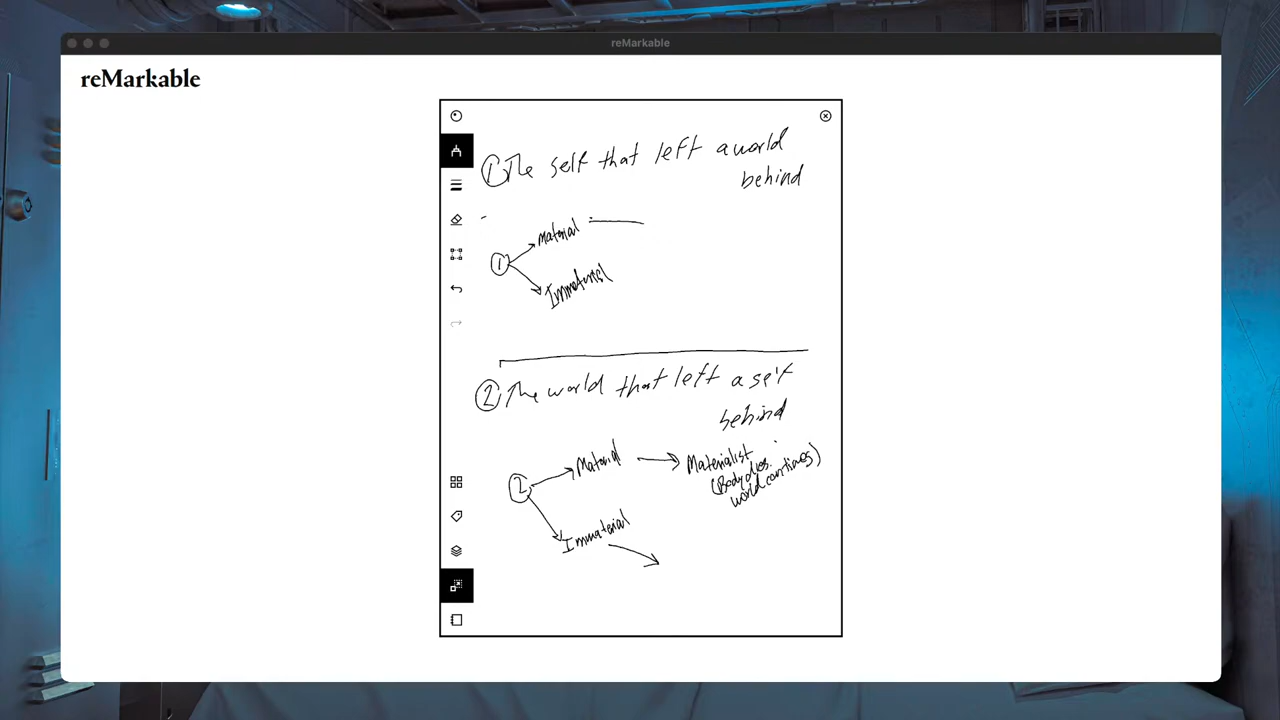 reMarkable
reMarkable
① The self that left a world
behind
Material
①
Immaterial
② The world that left a self
behind
Material
Materialist
(Body dies.
world continues)
②
Immaterial